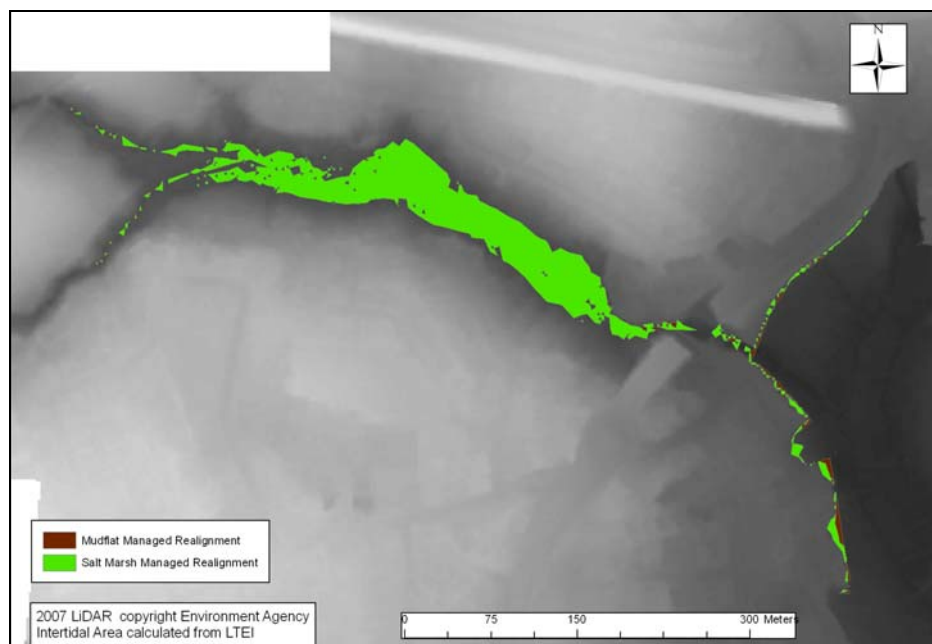 N
Mudflat Managed Realignment
Salt Marsh Managed Realignment
2007 LiDAR copyright Environment Agency
Intertidal Area calculated from LTEI
0 75 150 300 Meters